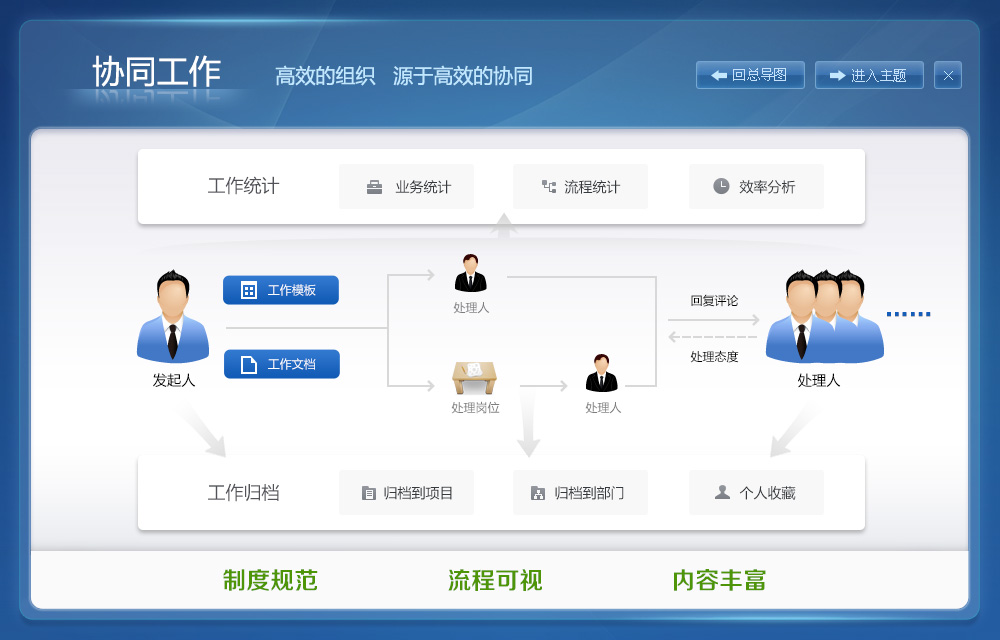 协同工作
高效的组织 源于高效的协同
回总导图
进入主题
工作统计
业务统计
流程统计
效率分析
工作模板
工作文档
发起人
处理人
处理岗位
处理人
回复评论
处理态度
处理人
工作归档
归档到项目
归档到部门
个人收藏
制度规范
流程可视
内容丰富